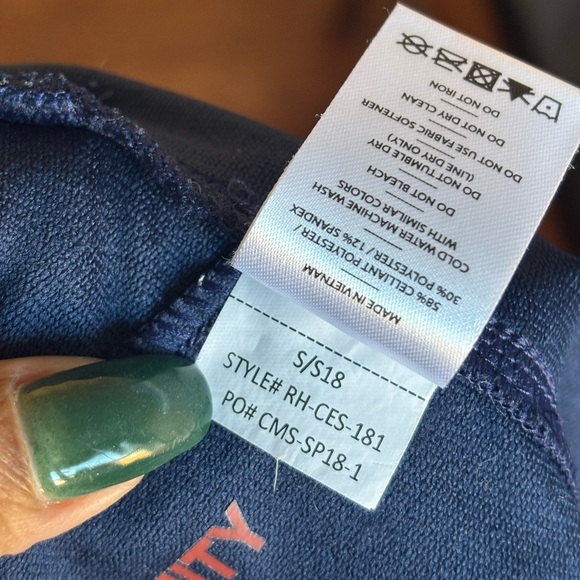 MADE IN VIETNAM
58% CELLIANT POLYESTER /
30% POLYESTER / 12% SPANDEX
COLD WATER MACHINE WASH
WITH SIMILAR COLORS
DO NOT BLEACH
DO NOT TUMBLE DRY
(LINE DRY ONLY)
DO NOT USE FABRIC SOFTENER
DO NOT DRY CLEAN
DO NOT IRON
S/S18
STYLE# RH-CES-181
PO# CMS-SP18-1
NITY